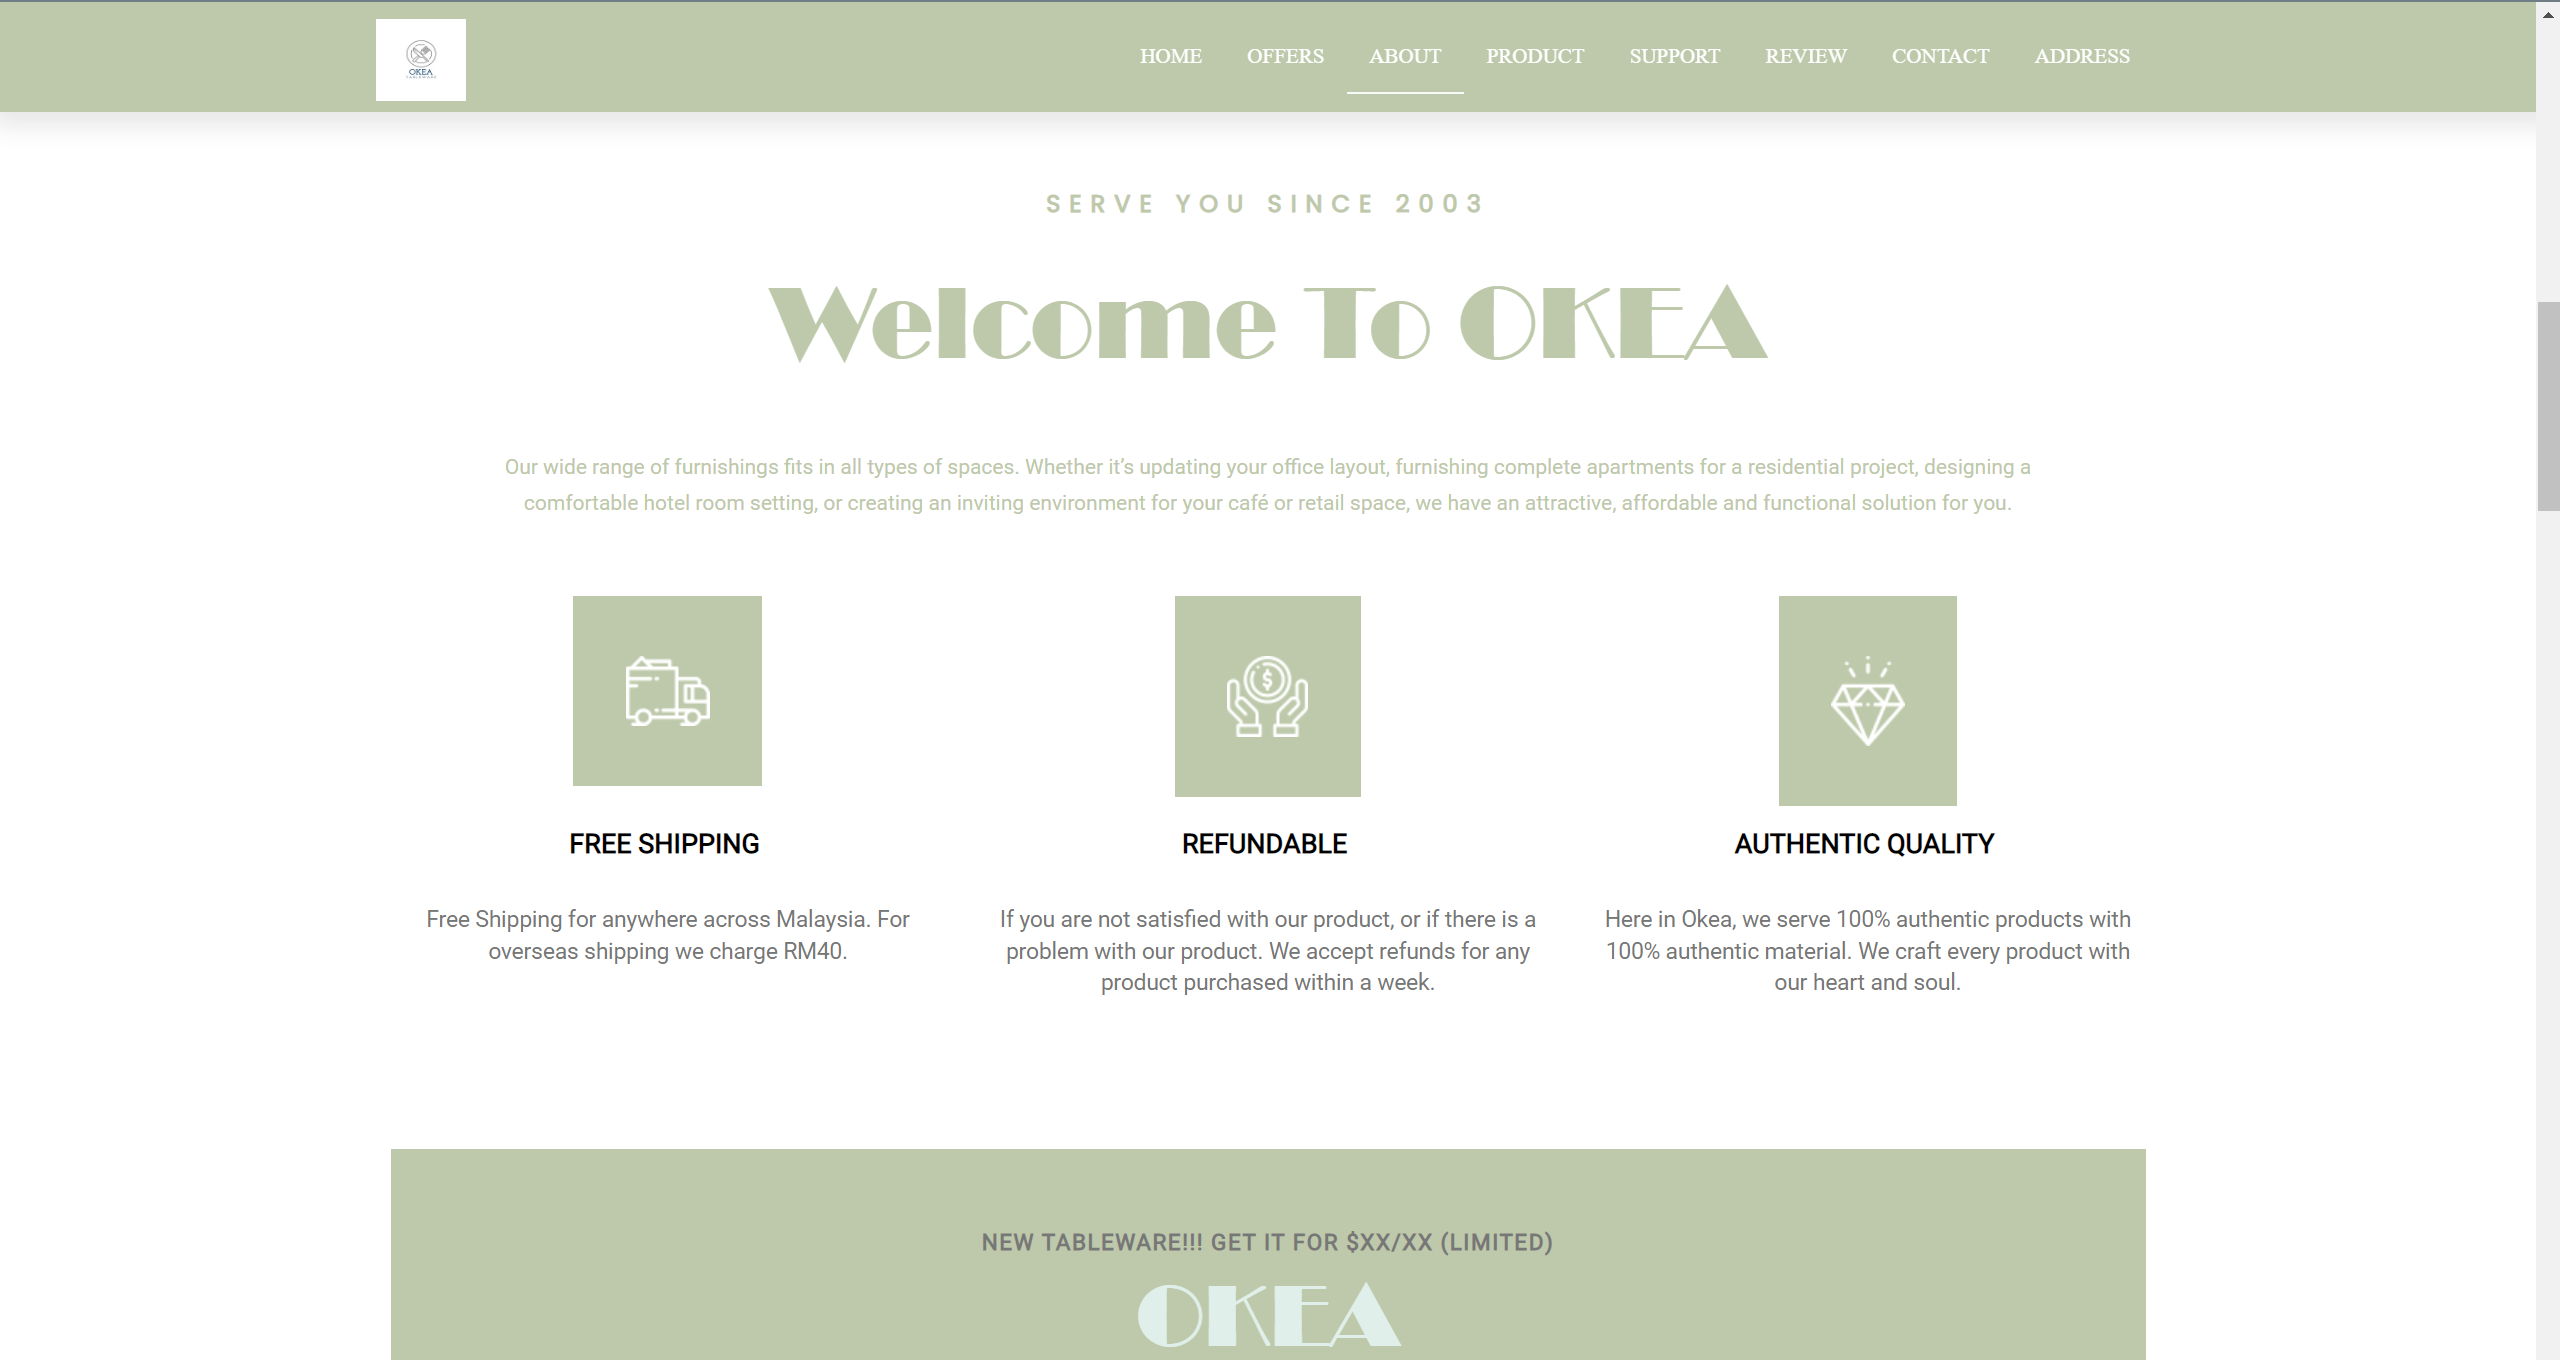 OKEA
TABLEWARE
HOME OFFERS ABOUT PRODUCT SUPPORT REVIEW CONTACT ADDRESS
SERVE YOU SINCE 2003
Welcome To OKEA
Our wide range of furnishings fits in all types of spaces. Whether it’s updating your office layout, furnishing complete apartments for a residential project, designing a
comfortable hotel room setting, or creating an inviting environment for your café or retail space, we have an attractive, affordable and functional solution for you.
$
FREE SHIPPING
Free Shipping for anywhere across Malaysia. For
overseas shipping we charge RM40.
REFUNDABLE
If you are not satisfied with our product, or if there is a
problem with our product. We accept refunds for any
product purchased within a week.
AUTHENTIC QUALITY
Here in Okea, we serve 100% authentic products with
100% authentic material. We craft every product with
our heart and soul.
NEW TABLEWARE!!! GET IT FOR $XX/XX (LIMITED)
OKEA